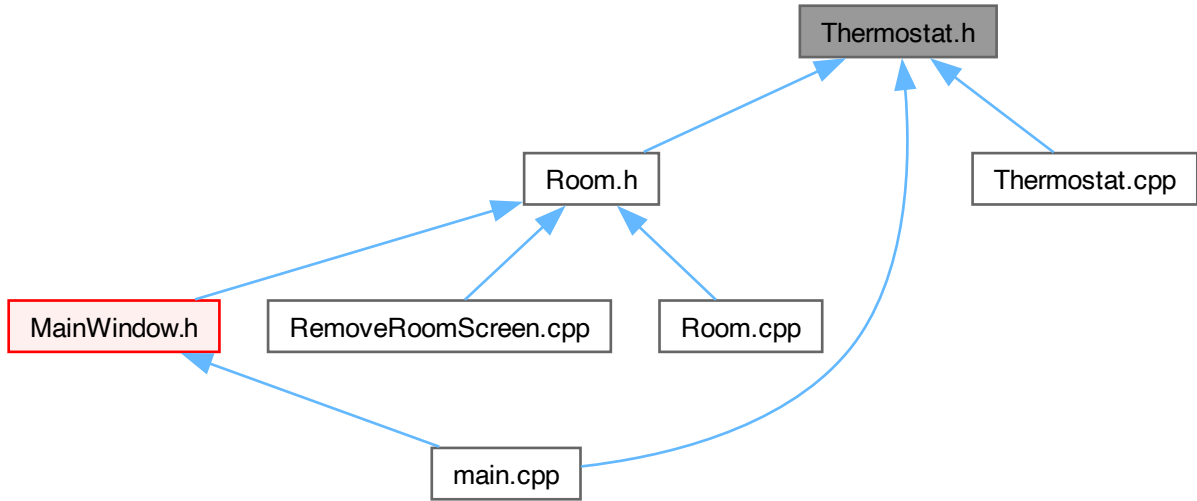 Thermostat.h
Room.h
Thermostat.cpp
MainWindow.h
RemoveRoomScreen.cpp
Room.cpp
main.cpp